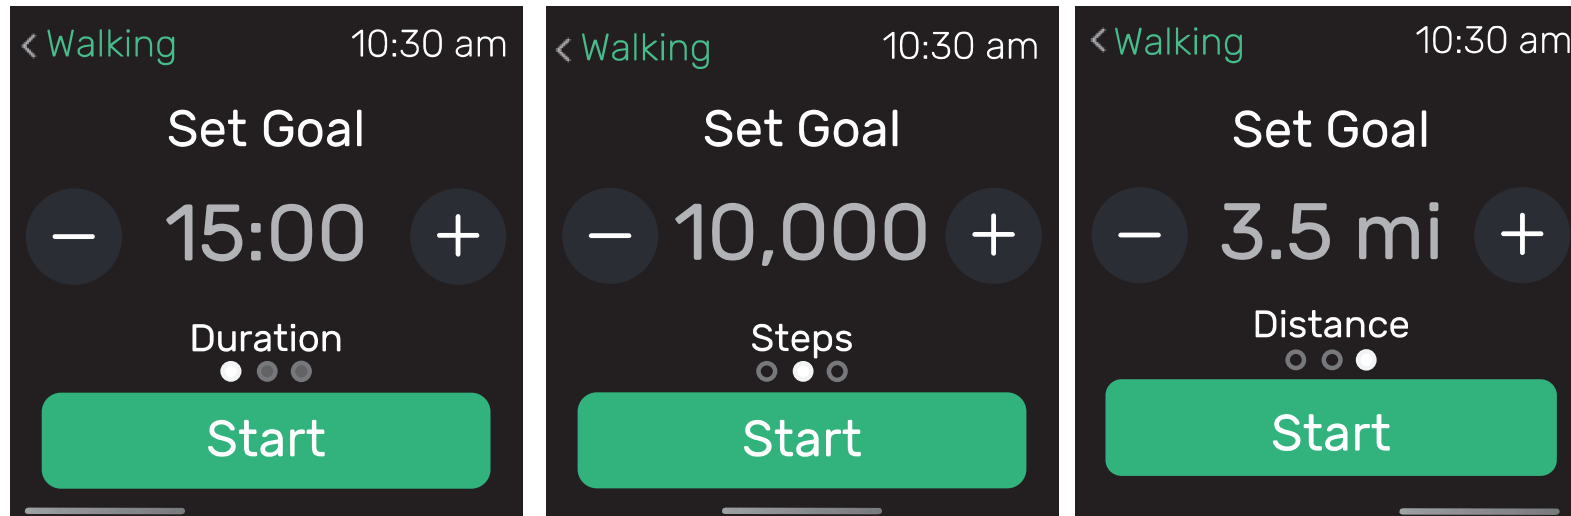 < Walking 10:30 am
Set Goal
− 15:00 +
Duration
Start
< Walking 10:30 am
Set Goal
− 10,000 +
Steps
Start
< Walking 10:30 am
Set Goal
− 3.5 mi +
Distance
Start